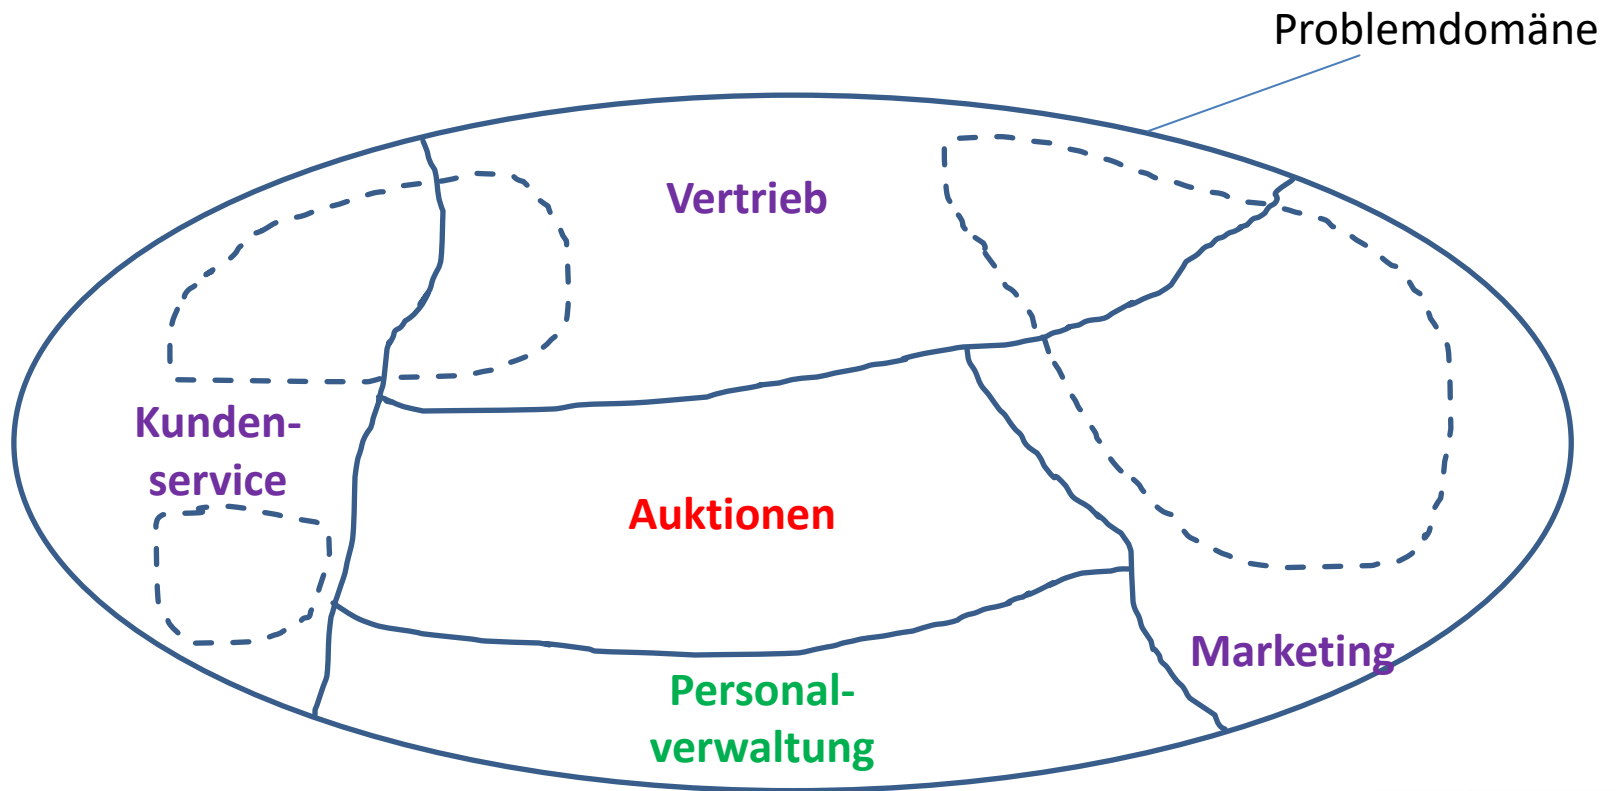 Problemdomäne
Vertrieb
Kunden-
service
Auktionen
Marketing
Personal-
verwaltung